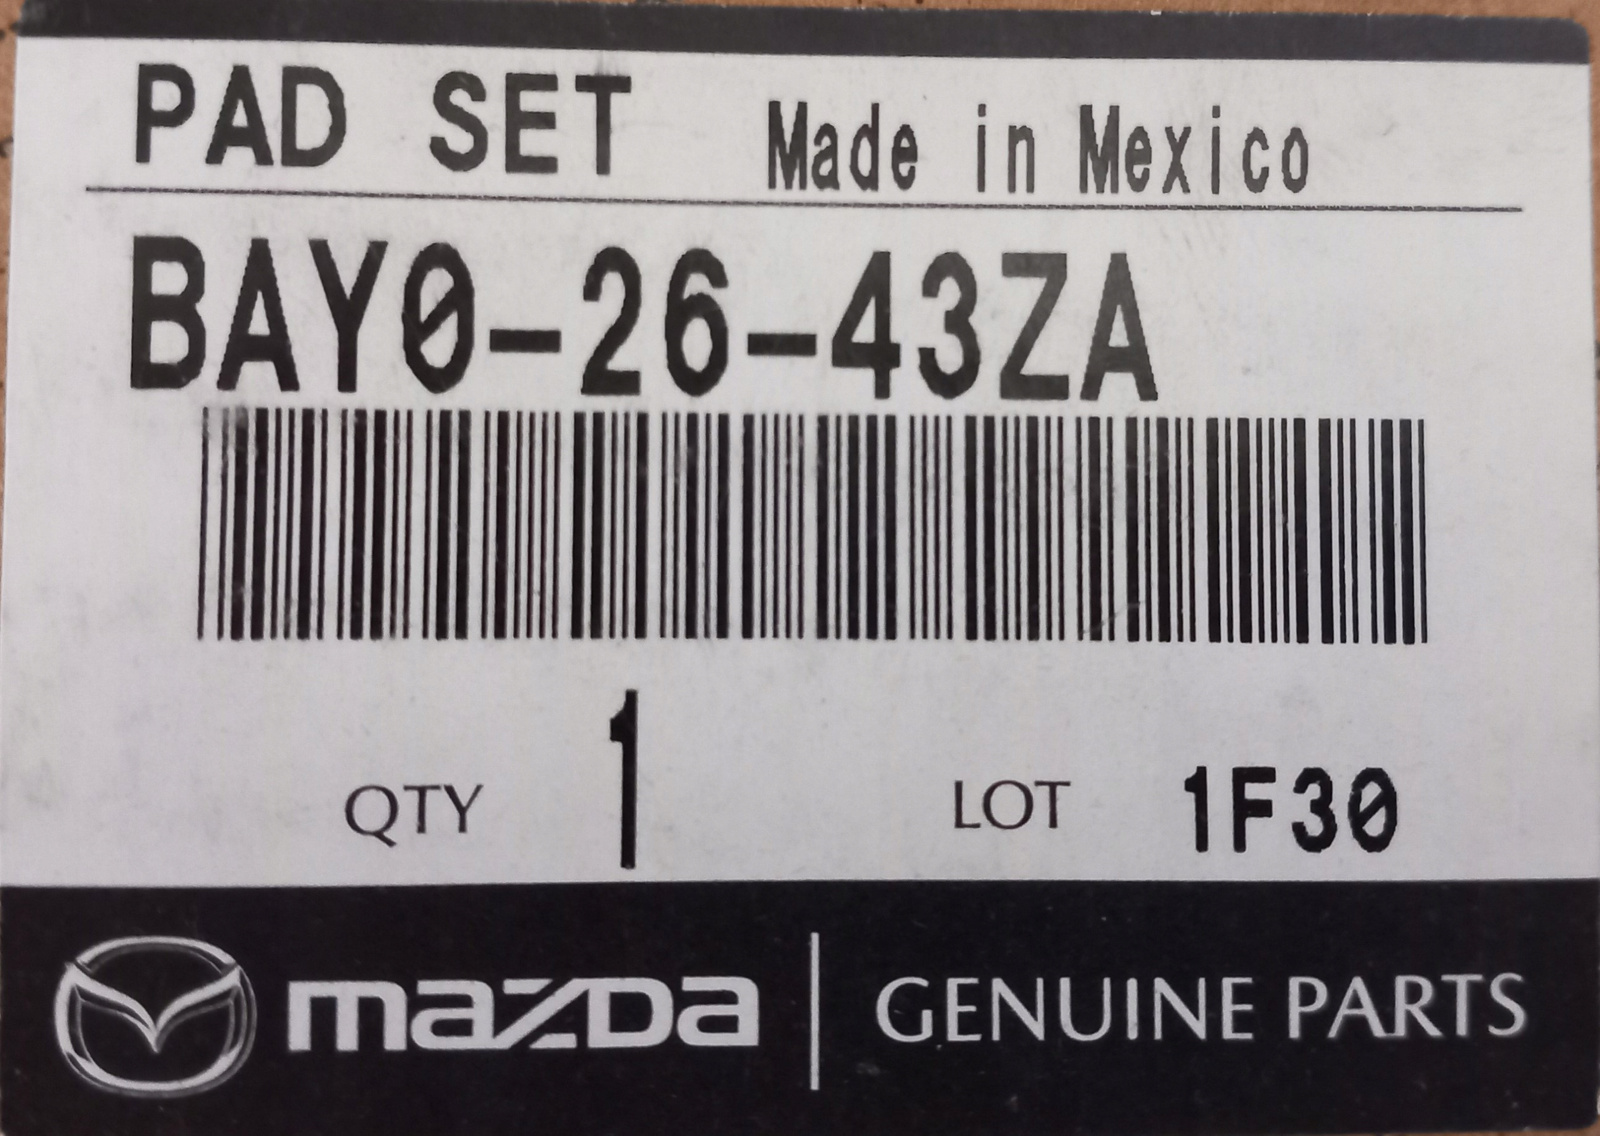 PAD SET Made in Mexico
BAY0-26-43ZA
QTY 1 LOT 1F30
mazda GENUINE PARTS